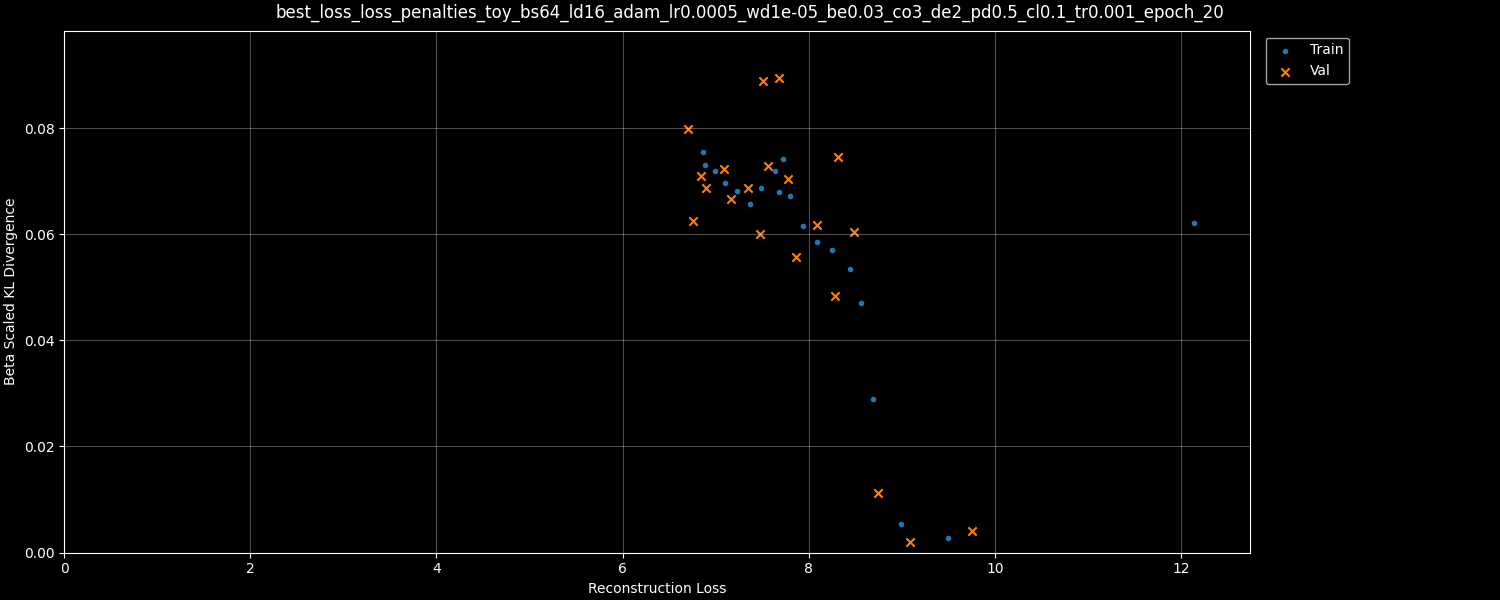 best_loss_loss_penalties_toy_bs64_ld16_adam_lr0.0005_wd1e-05_be0.03_co3_de2_pd0.5_cl0.1_tr0.001_epoch_20
Train
Val
Beta Scaled KL Divergence
0.08
0.06
0.04
0.02
0.00
0
2
4
6
8
10
12
Reconstruction Loss